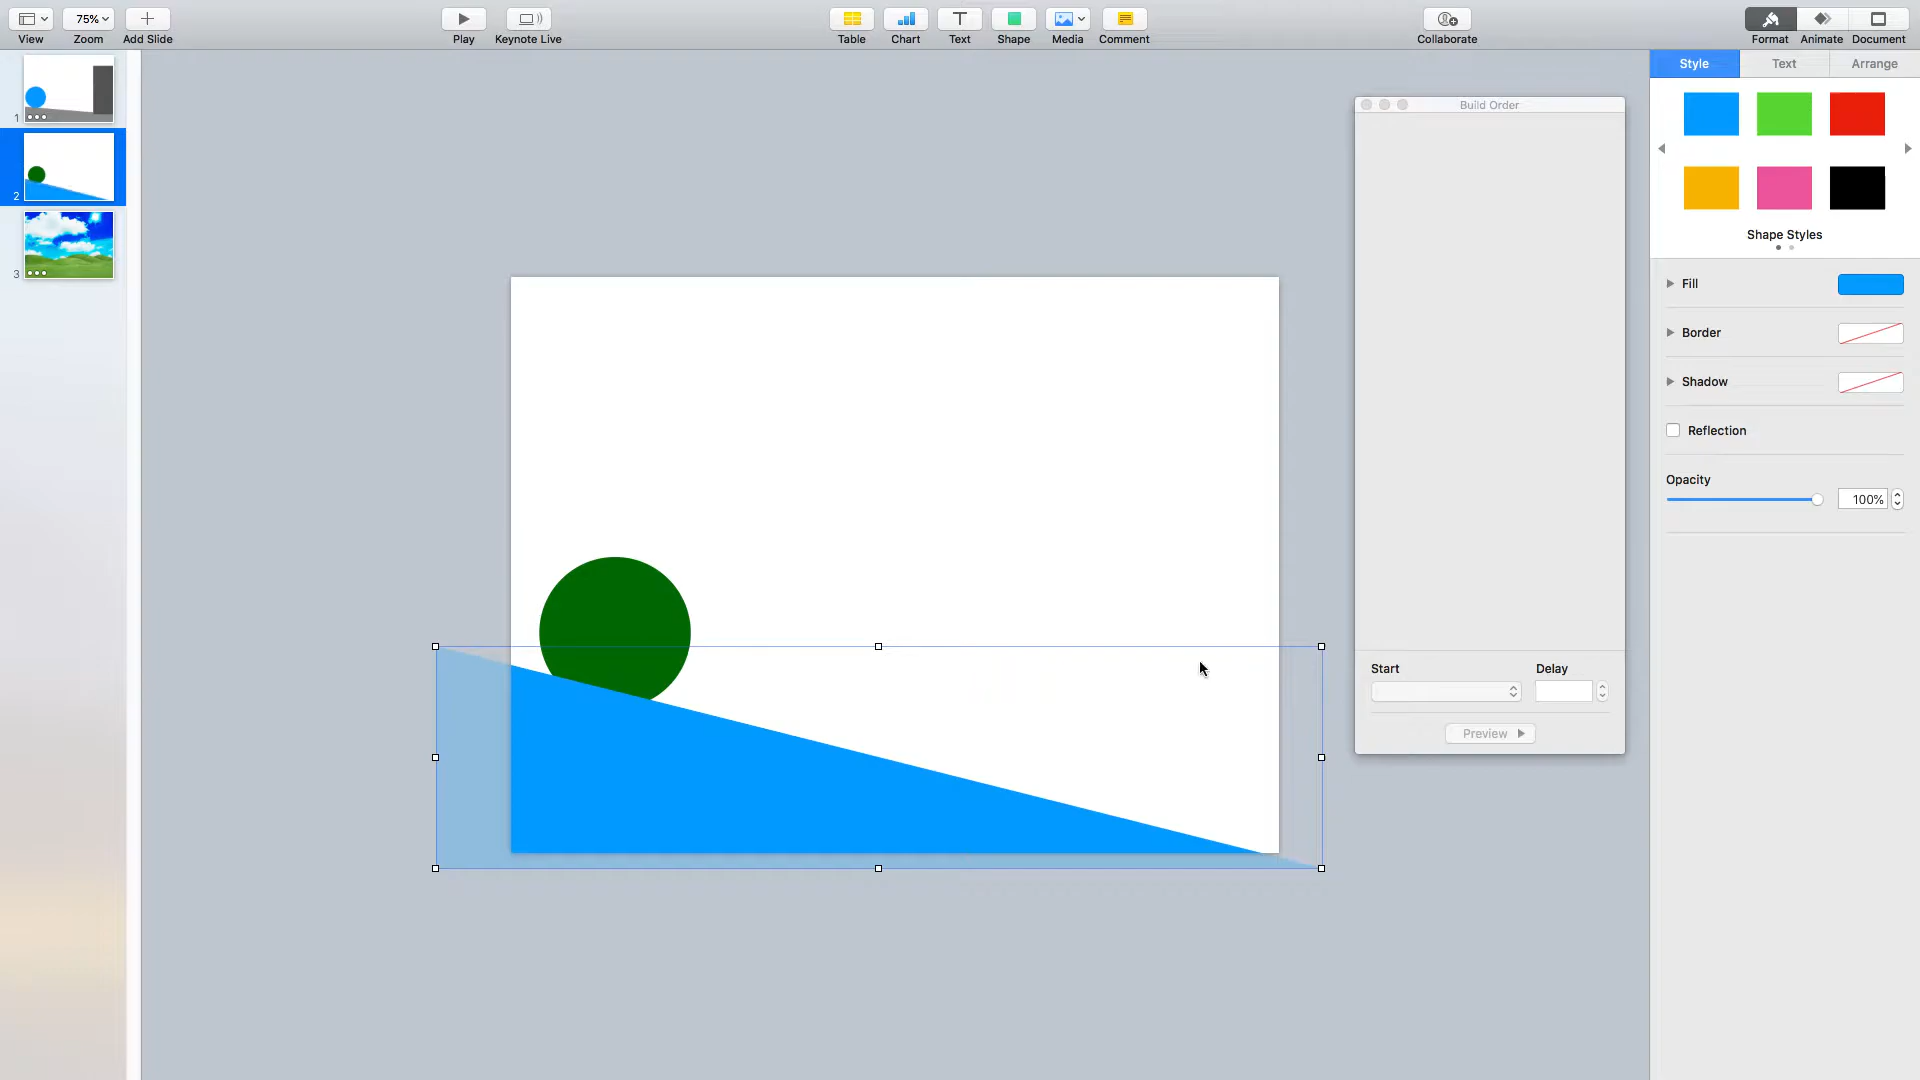 75%
View
Zoom
Add Slide
Play
Keynote Live
Table
Chart
Text
Shape
Media
Comment
Collaborate
Format
Animate
Document
Style
Text
Arrange
1
2
3
Build Order
Shape Styles
Fill
Border
Shadow
Reflection
Opacity
100%
Start
Delay
Preview